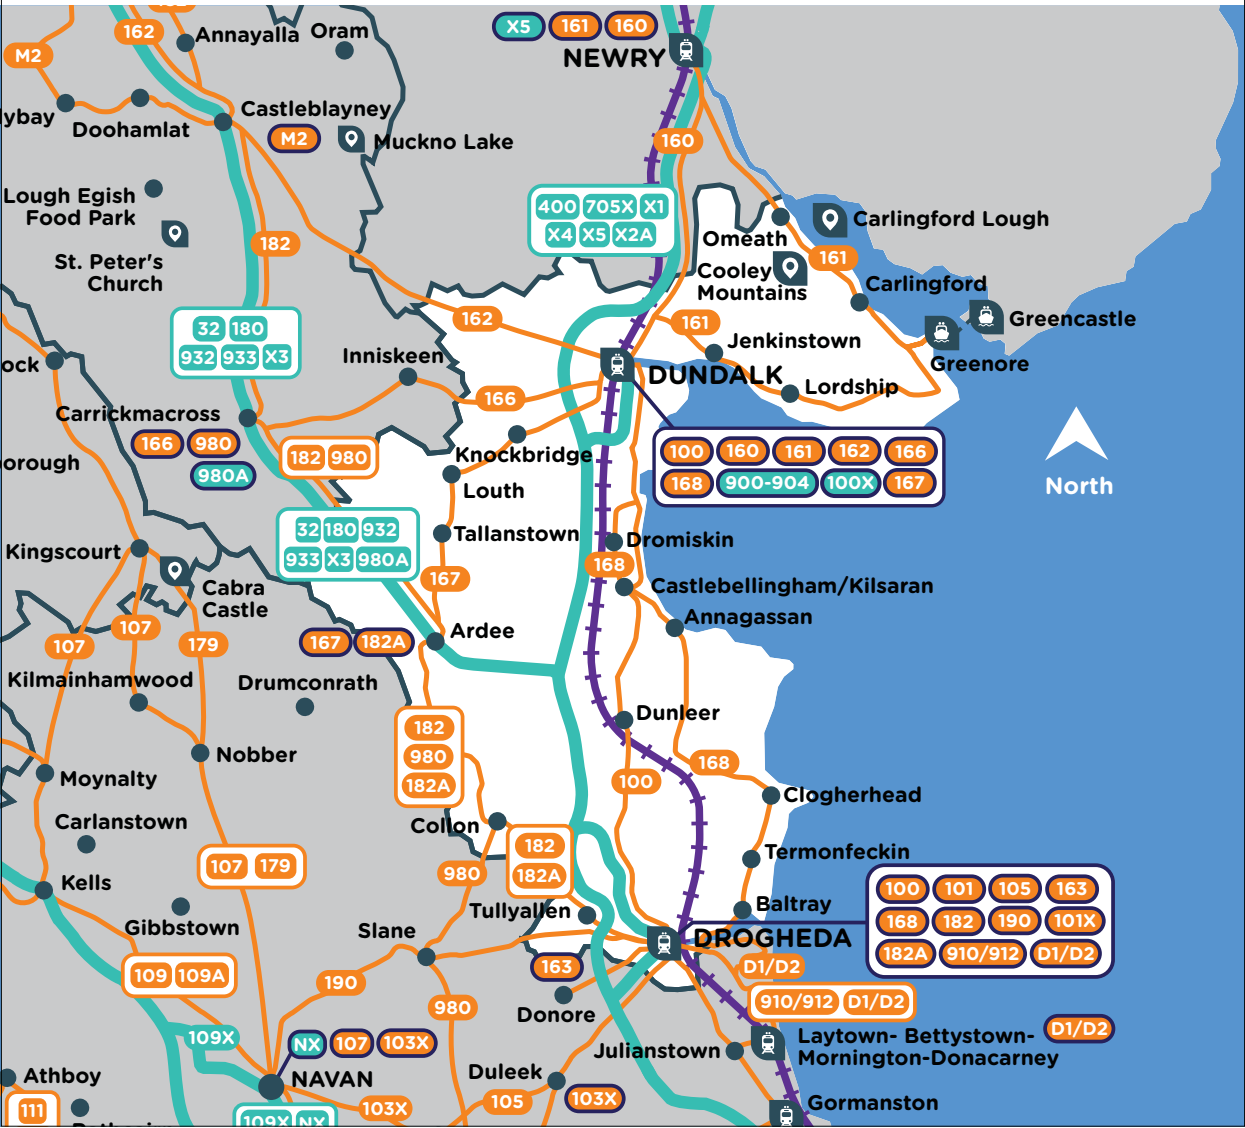 162
Annayalla
Oram
X5 161 160
NEWRY
M2
lybay
Doohamlat
Castleblayney
M2
Muckno Lake
160
Lough Egish
Food Park
St. Peter's
Church
182
400 705X X1
X4 X5 X2A
Omeath
Carlingford Lough
161
Cooley
Mountains
Carlingford
Greencastle
Greenore
162
161
Jenkinstown
32 180
932 933 X3
Inniskeen
ock
DUNDALK
Lordship
166
Carrickmacross
166 980
980A
182 980
Knockbridge
Louth
100 160 161 162 166
168 900-904 100X 167
North
orough
32 180 932
933 X3 980A
Tallanstown
Dromiskin
Kingscourt
168
167
Castlebellingham/Kilsaran
Cabra
Castle
Annagassan
107
107
179
167 182A
Ardee
Kilmainhamwood
Drumconrath
Dunleer
182
980
182A
Nobber
Moynalty
168
100
Clogherhead
Carlanstown
Collon
182
182A
Termonfeckin
107 179
980
Kells
100 101 105 163
168 182 190 101X
182A 910/912 D1/D2
Gibbstown
Tullyallen
Baltray
Slane
DROGHEDA
109 109A
190
163
D1/D2
980
Donore
910/912 D1/D2
109X
NX 107 103X
Julianstown
Laytown- Bettystown-
Mornington-Donacarney
D1/D2
Athboy
NAVAN
Duleek
111
103X
105
103X
Gormanston
109X NX